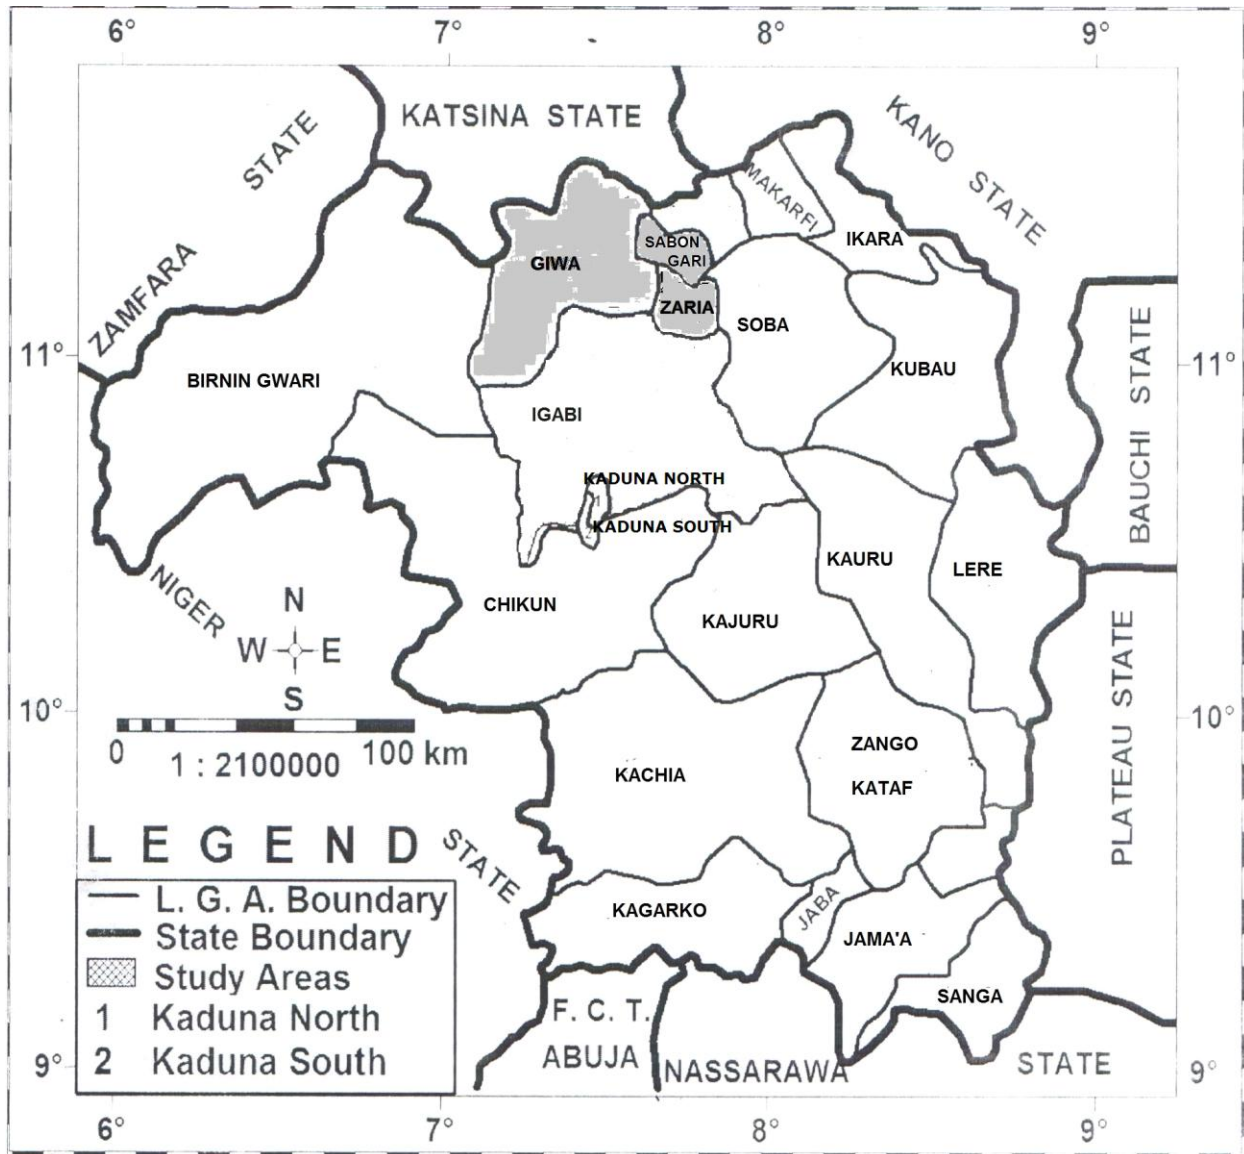 6° 7° 8° 9°
KATSINA STATE
KANO STATE
ZAMFARA STATE
MAKARFI
IKARA
SABON
GARI
GIWA
ZARIA
SOBA
11° 11°
BIRNIN GWARI
KUBAU
IGABI
BAUCHI STATE
KADUNA NORTH
KADUNA SOUTH
KAURU
LERE
NIGER STATE
CHIKUN
KAJURU
N
W E
S
10° 10°
0 100 km
1 : 2100000
ZANGO
KATAF
KACHIA
PLATEAU STATE
LEGEND
L. G. A. Boundary
State Boundary
Study Areas
1 Kaduna North
2 Kaduna South
KAGARKO
JABA
JAMA'A
SANGA
F. C. T.
ABUJA
NASSARAWA STATE
9° 9°
6° 7° 8° 9°